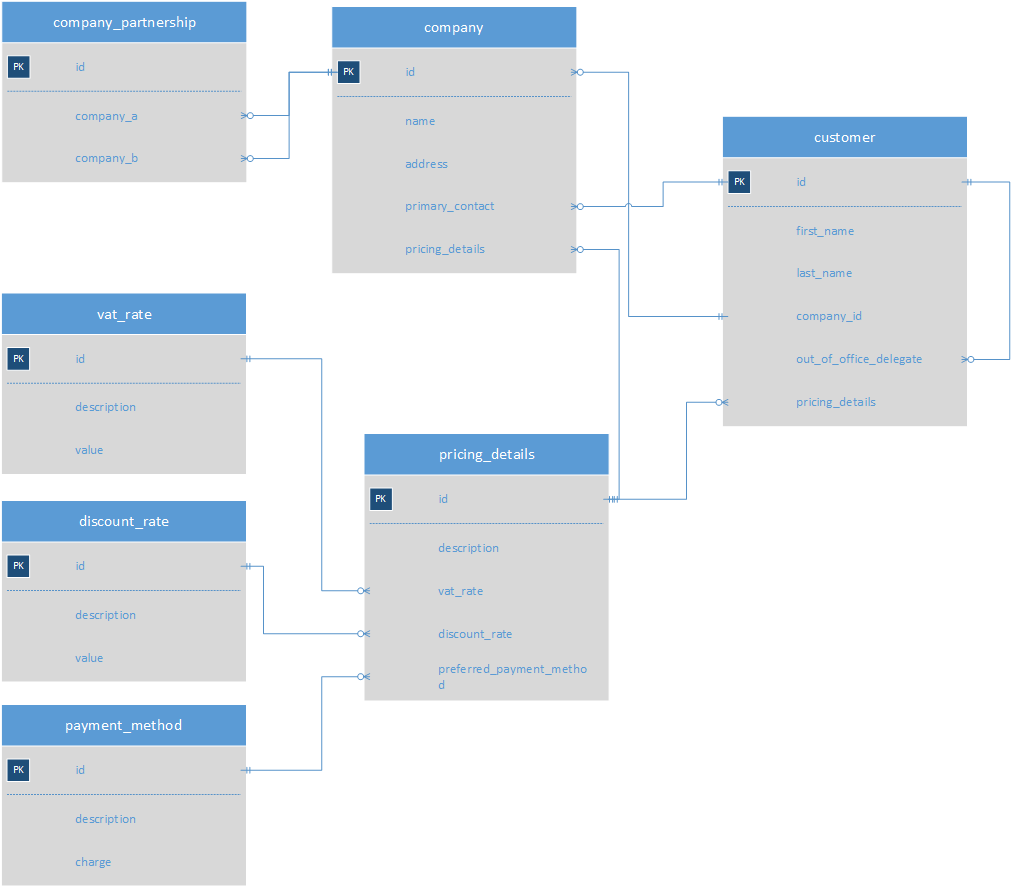 company_partnership
PK
id
company_a
company_b
company
PK
id
name
address
primary_contact
pricing_details
customer
PK
id
first_name
last_name
company_id
out_of_office_delegate
pricing_details
vat_rate
PK
id
description
value
pricing_details
PK
id
description
vat_rate
discount_rate
preferred_payment_metho
d
discount_rate
PK
id
description
value
payment_method
PK
id
description
charge